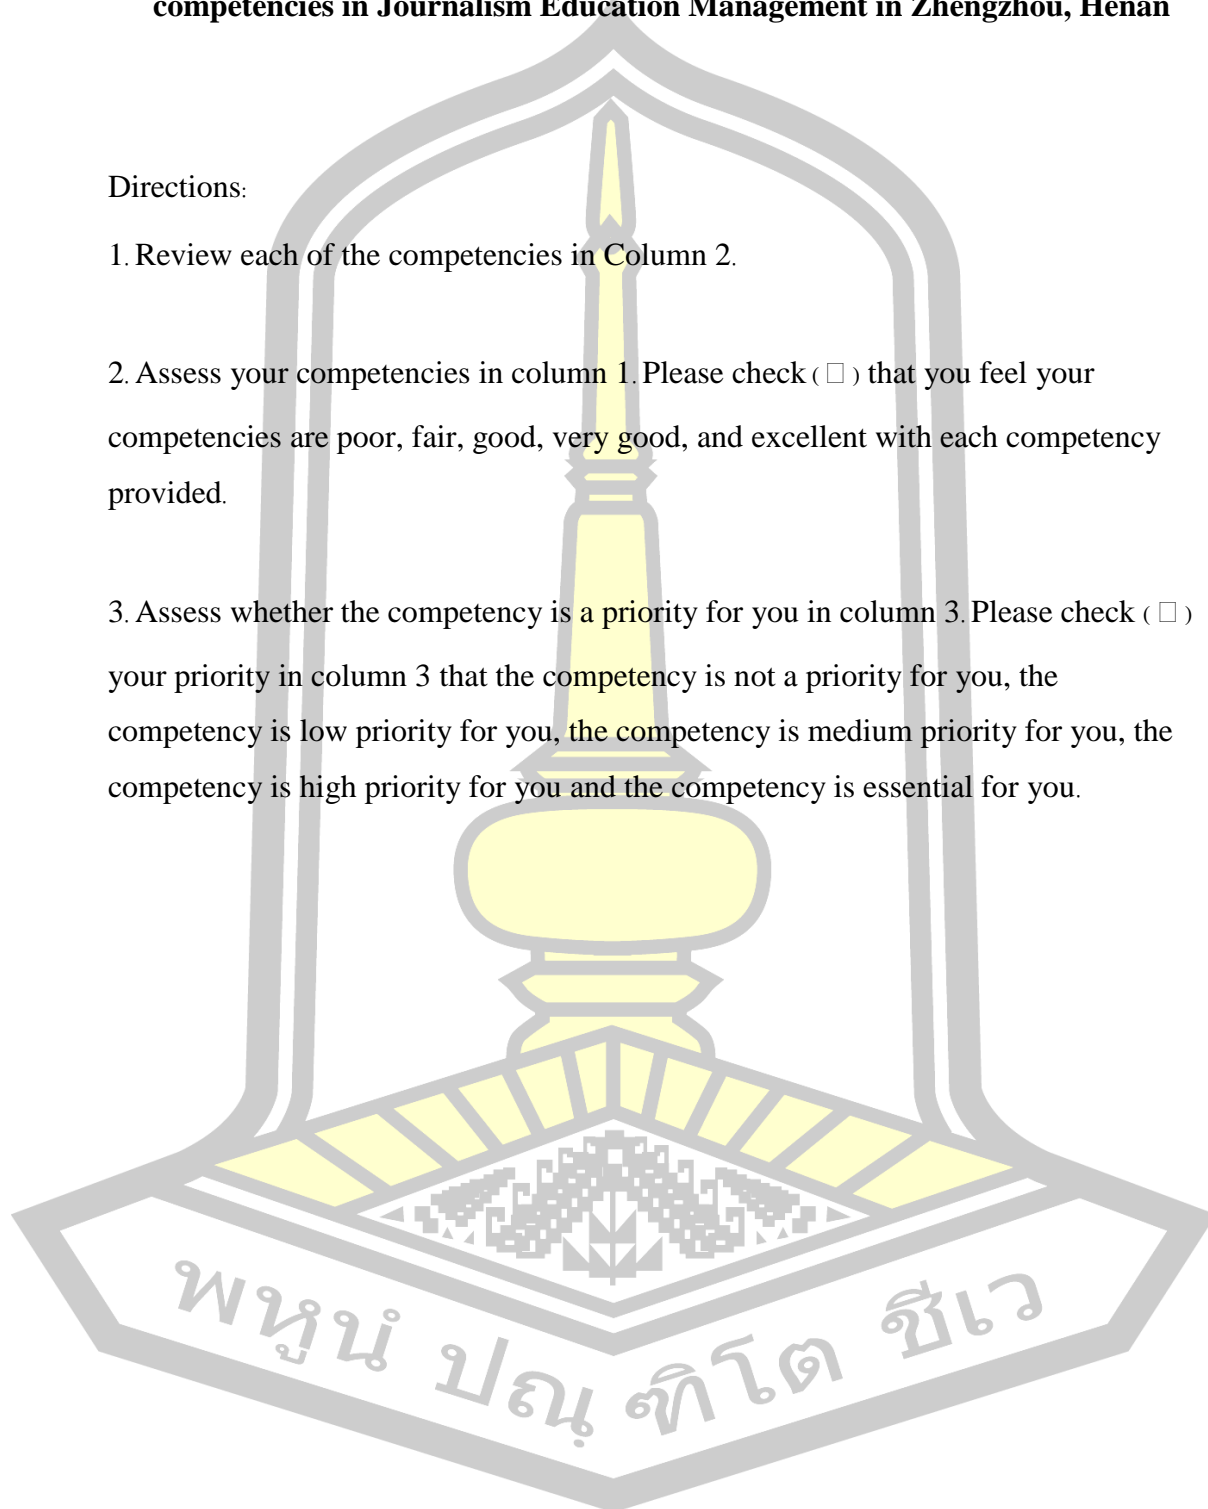 competencies in Journalism Education Management in Zhengzhou, Henan
Directions:
1. Review each of the competencies in Column 2.
2. Assess your competencies in column 1. Please check ( □ ) that you feel your
competencies are poor, fair, good, very good, and excellent with each competency
provided.
3. Assess whether the competency is a priority for you in column 3. Please check ( □ )
your priority in column 3 that the competency is not a priority for you, the
competency is low priority for you, the competency is medium priority for you, the
competency is high priority for you and the competency is essential for you.
พหูนํ ปณฺฑิโต ชีเว